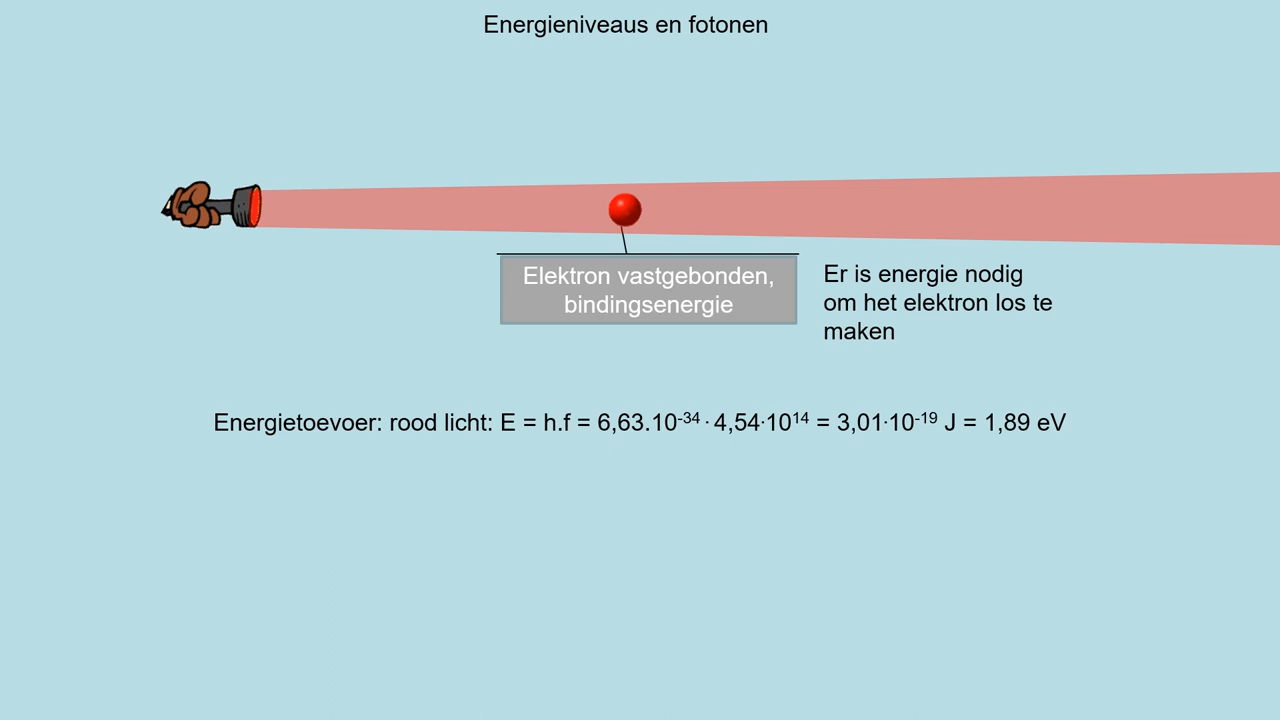 Energieniveaus en fotonen
Elektron vastgebonden,
bindingsenergie
Er is energie nodig
om het elektron los te
maken
Energietoevoer: rood licht: E = h.f = 6,63.10⁻³⁴ · 4,54·10¹⁴ = 3,01·10⁻¹⁹ J = 1,89 eV